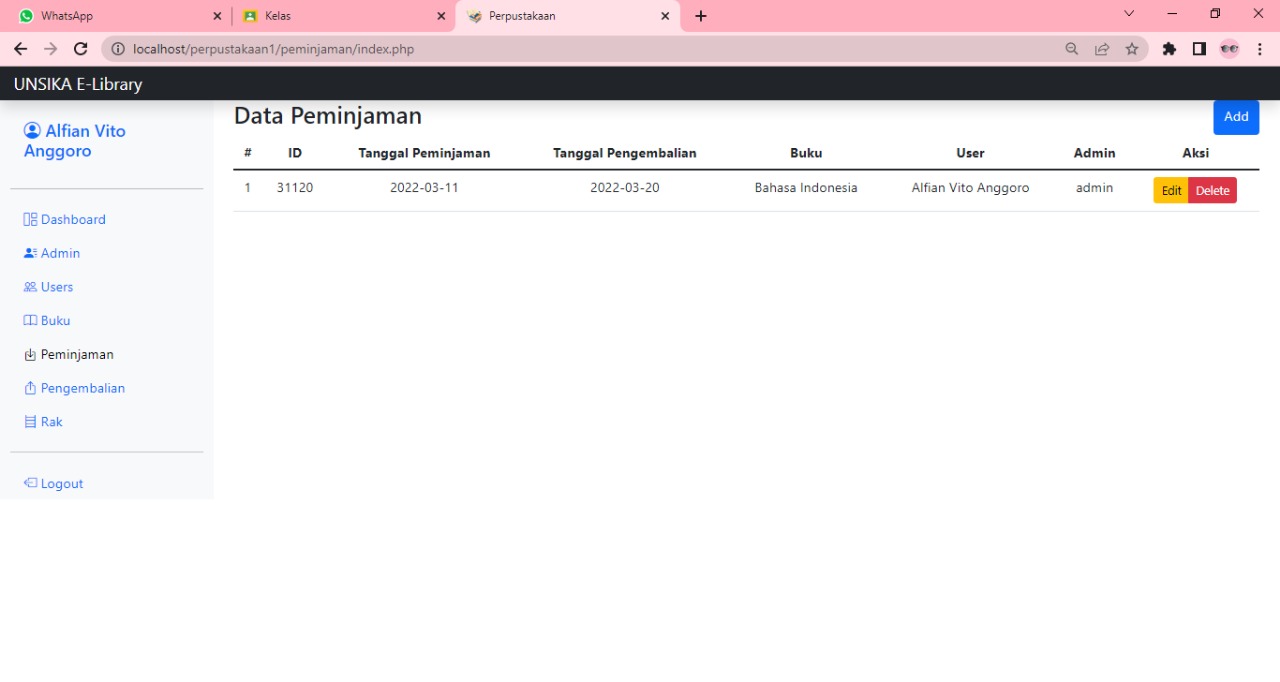 WhatsApp
Kelas
Perpustakaan
localhost/perpustakaan1/peminjaman/index.php
UNSIKA E-Library
Alfian Vito
Anggoro
Dashboard
Admin
Users
Buku
Peminjaman
Pengembalian
Rak
Logout
Data Peminjaman
Add
# ID Tanggal Peminjaman Tanggal Pengembalian Buku User Admin Aksi
1 31120 2022-03-11 2022-03-20 Bahasa Indonesia Alfian Vito Anggoro admin Edit Delete